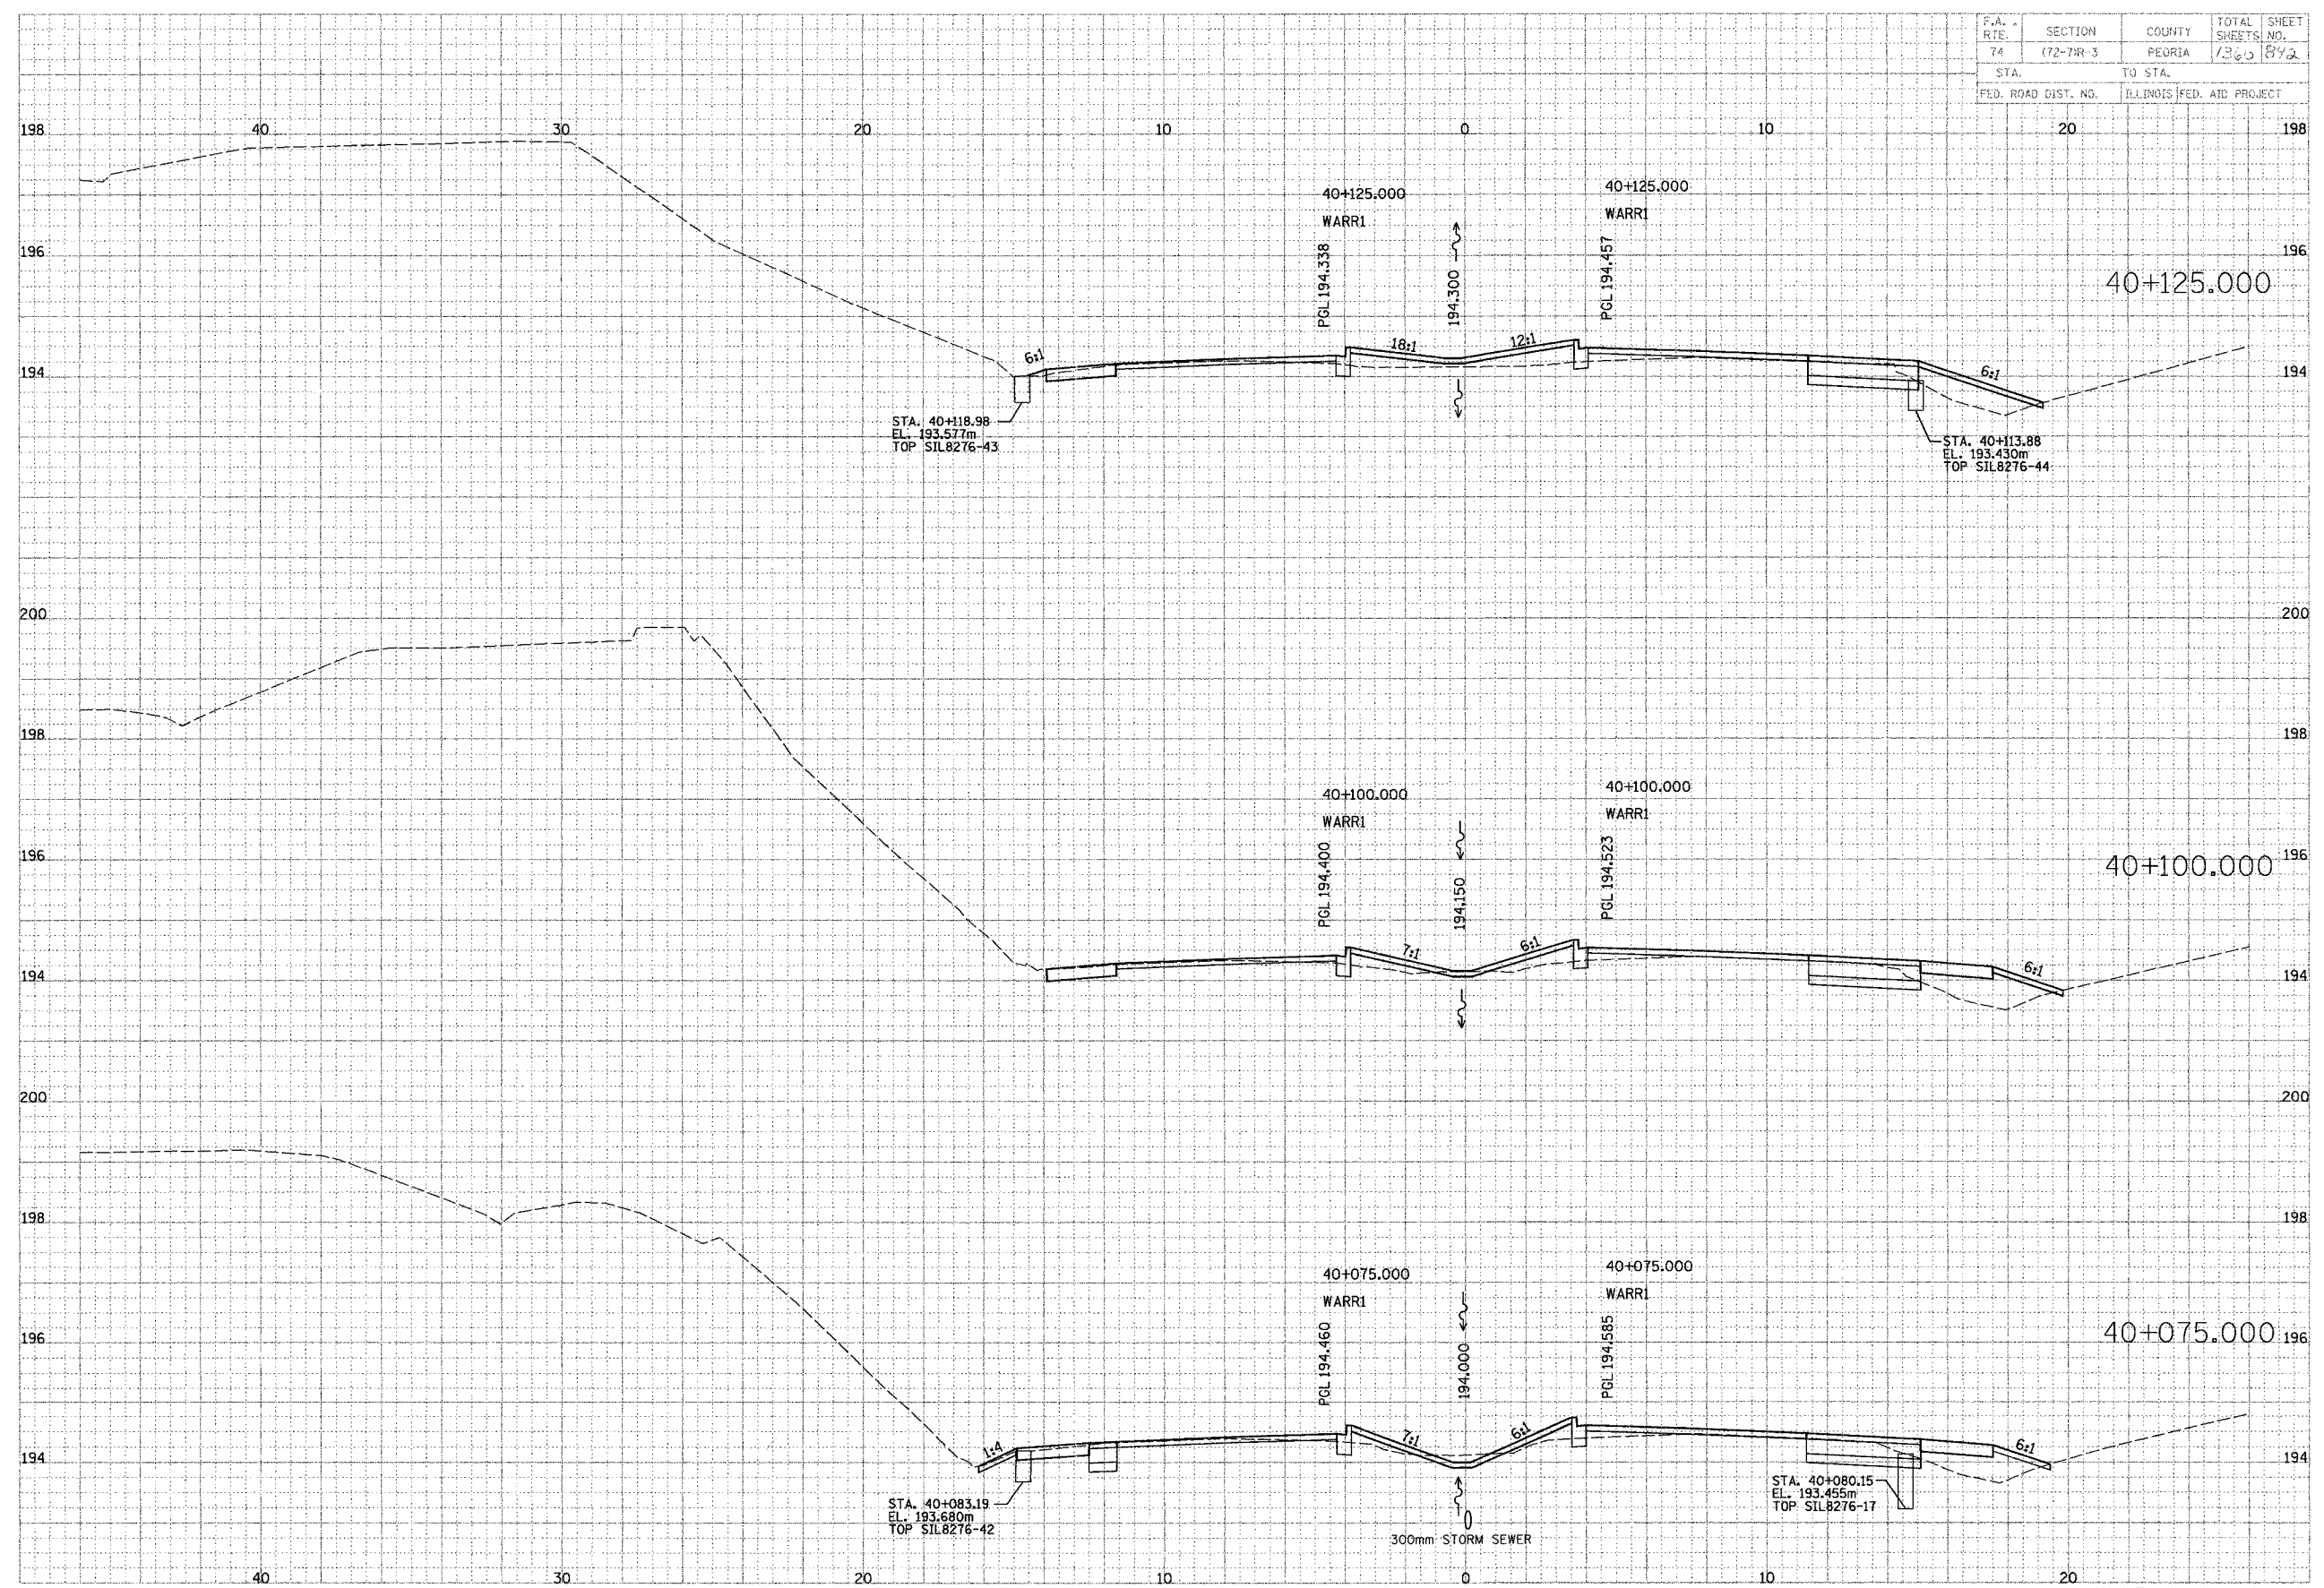 F.A. RTE. SECTION COUNTY TOTAL SHEETS SHEET NO.
74 (72-7)R-3 PEORIA 1365 892
STA. TO STA.
FED. ROAD DIST. NO. ILLINOIS FED. AID PROJECT
198 40 30 20 10 0 10 20 198
40+125.000
WARR1
40+125.000
WARR1
PGL 194.338
194.300
PGL 194.457
196 196
40+125.000
6:1
18:1
12:1
6:1
194 194
STA. 40+118.98
EL. 193.577m
TOP SIL8276-43
STA. 40+113.88
EL. 193.430m
TOP SIL8276-44
200 200
198 198
40+100.000
WARR1
40+100.000
WARR1
PGL 194.400
194.150
PGL 194.523
196 196
40+100.000
7:1
6:1
6:1
194 194
200 200
198 198
40+075.000
WARR1
40+075.000
WARR1
PGL 194.460
194.000
PGL 194.585
196 196
40+075.000
1:4
7:1
6:1
6:1
194 194
STA. 40+083.19
EL. 193.680m
TOP SIL8276-42
STA. 40+080.15
EL. 193.455m
TOP SIL8276-17
300mm STORM SEWER
40 30 20 10 0 10 20